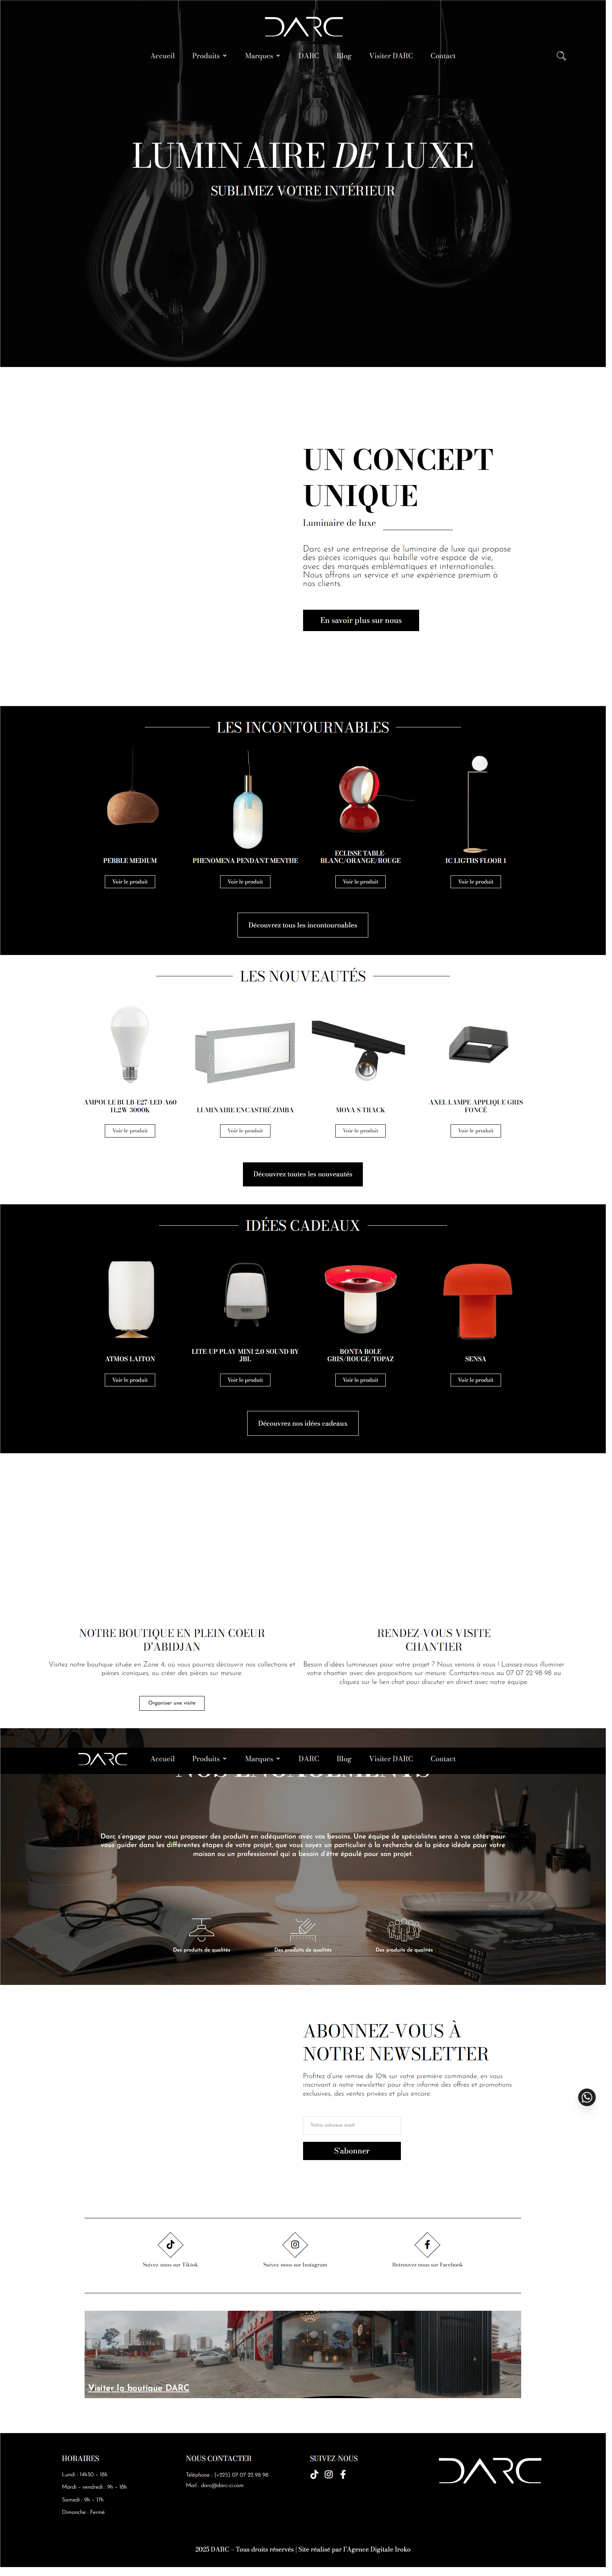 DARC
Accueil Produits Marques DARC Blog Visiter DARC Contact
LUMINAIRE DE LUXE
SUBLIMEZ VOTRE INTÉRIEUR
UN CONCEPT
UNIQUE
Luminaire de luxe
Darc est une entreprise de luminaire de luxe qui propose
des pièces iconiques qui habille votre espace de vie,
avec des marques emblématiques et internationales.
Nous offrons un service et une expérience premium à
nos clients.
En savoir plus sur nous
LES INCONTOURNABLES
PEBBLE MEDIUM
PHENOMENA PENDANT MENTHE
ECLISSE TABLE-
BLANC/ORANGE/ROUGE
IC LIGTHS FLOOR 1
Voir le produit Voir le produit Voir le produit Voir le produit
Découvrez tous les incontournables
LES NOUVEAUTÉS
AMPOULE BULB-E27-LED A60
11,2W 3000K
LUMINAIRE ENCASTRÉ ZIMBA
MOVA S TRACK
AXEL LAMPE APPLIQUE GRIS
FONCÉ
Voir le produit Voir le produit Voir le produit Voir le produit
Découvrez toutes les nouveautés
IDÉES CADEAUX
ATMOS LAITON
LITE-UP PLAY MINI 2.0 SOUND BY
JBL
BONTA BOLE
GRIS/ROUGE/TOPAZ
SENSA
Voir le produit Voir le produit Voir le produit Voir le produit
Découvrez nos idées cadeaux
NOTRE BOUTIQUE EN PLEIN COEUR
D'ABIDJAN
Visitez notre boutique située en Zone 4, où vous pourrez découvrir nos collections et
pièces iconiques, ou créer des pièces sur mesure.
Organiser une visite
RENDEZ-VOUS VISITE
CHANTIER
Besoin d'idées lumineuses pour votre projet ? Nous venons à vous ! Laissez-nous illuminer
votre chantier avec des propositions sur mesure. Contactez-nous au 07 07 22 98 98 ou
cliquez sur le lien chat pour discuter en direct avec notre équipe.
DARC Accueil Produits Marques DARC Blog Visiter DARC Contact
NOS ENGAGEMENTS
Darc s'engage pour vous proposer des produits en adéquation avec vos besoins. Une équipe de spécialistes sera à vos côtés pour
vous guider dans les différentes étapes de votre projet, que vous soyez un particulier à la recherche de la pièce idéale pour votre
maison ou un professionnel qui a besoin d'être épaulé pour son projet.
Des produits de qualités Des produits de qualités Des produits de qualités
ABONNEZ-VOUS À
NOTRE NEWSLETTER
Profitez d'une remise de 10% sur votre première commande, en vous
inscrivant à notre newsletter pour être informé des offres et promotions
exclusives, des ventes privées et plus encore.
Votre adresse mail
S'abonner
Suivez-nous sur Tiktok Suivez-nous sur Instagram Retrouvez-nous sur Facebook
Visiter la boutique DARC
HORAIRES
Lundi : 14h30 – 18h
Mardi – vendredi : 9h – 18h
Samedi : 9h – 17h
Dimanche : Fermé
NOUS CONTACTER
Téléphone : (+225) 07 07 22 98 98
Mail : darc@darc-ci.com
SUIVEZ-NOUS
DARC
2025 DARC – Tous droits réservés | Site réalisé par l'Agence Digitale Iroko